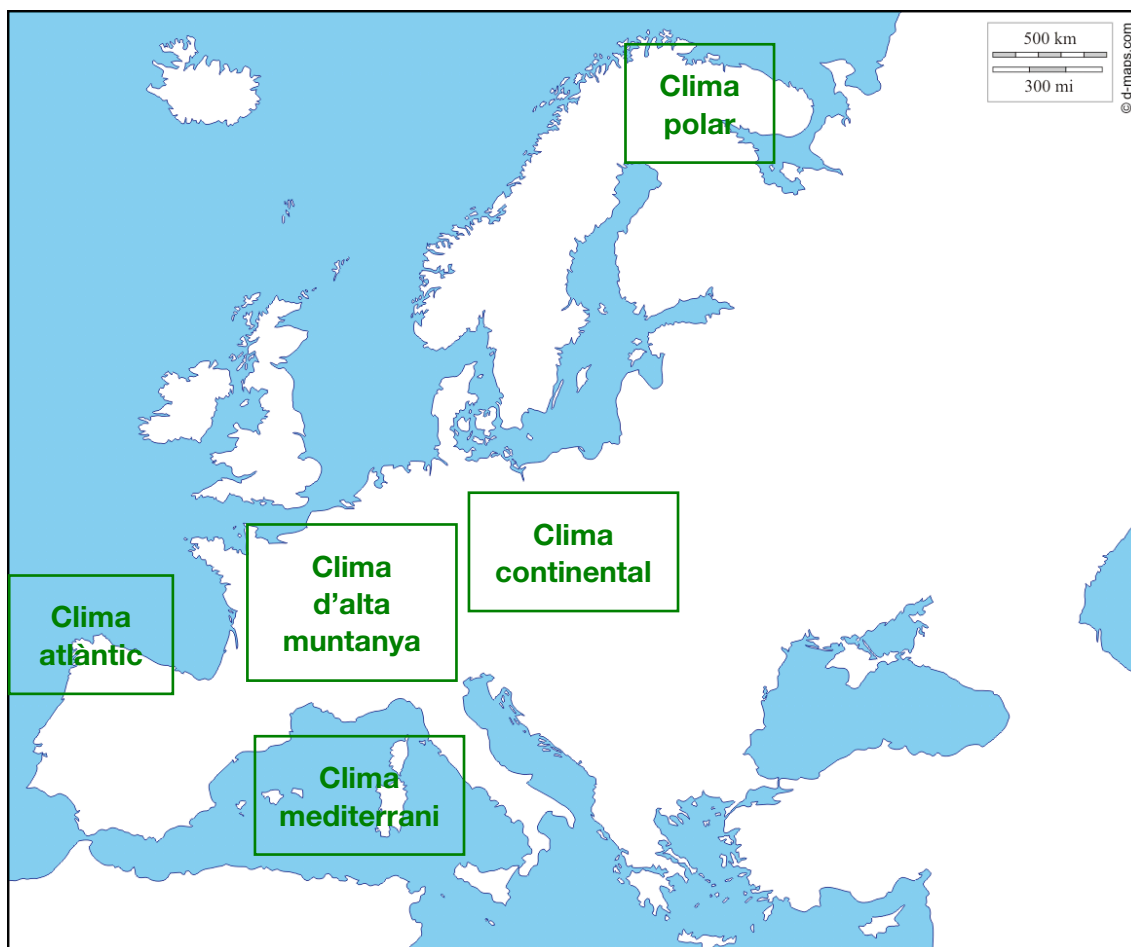 500 km
300 mi
© d-maps.com
Clima
polar
Clima
continental
Clima
d’alta
muntanya
Clima
atlàntic
Clima
mediterrani